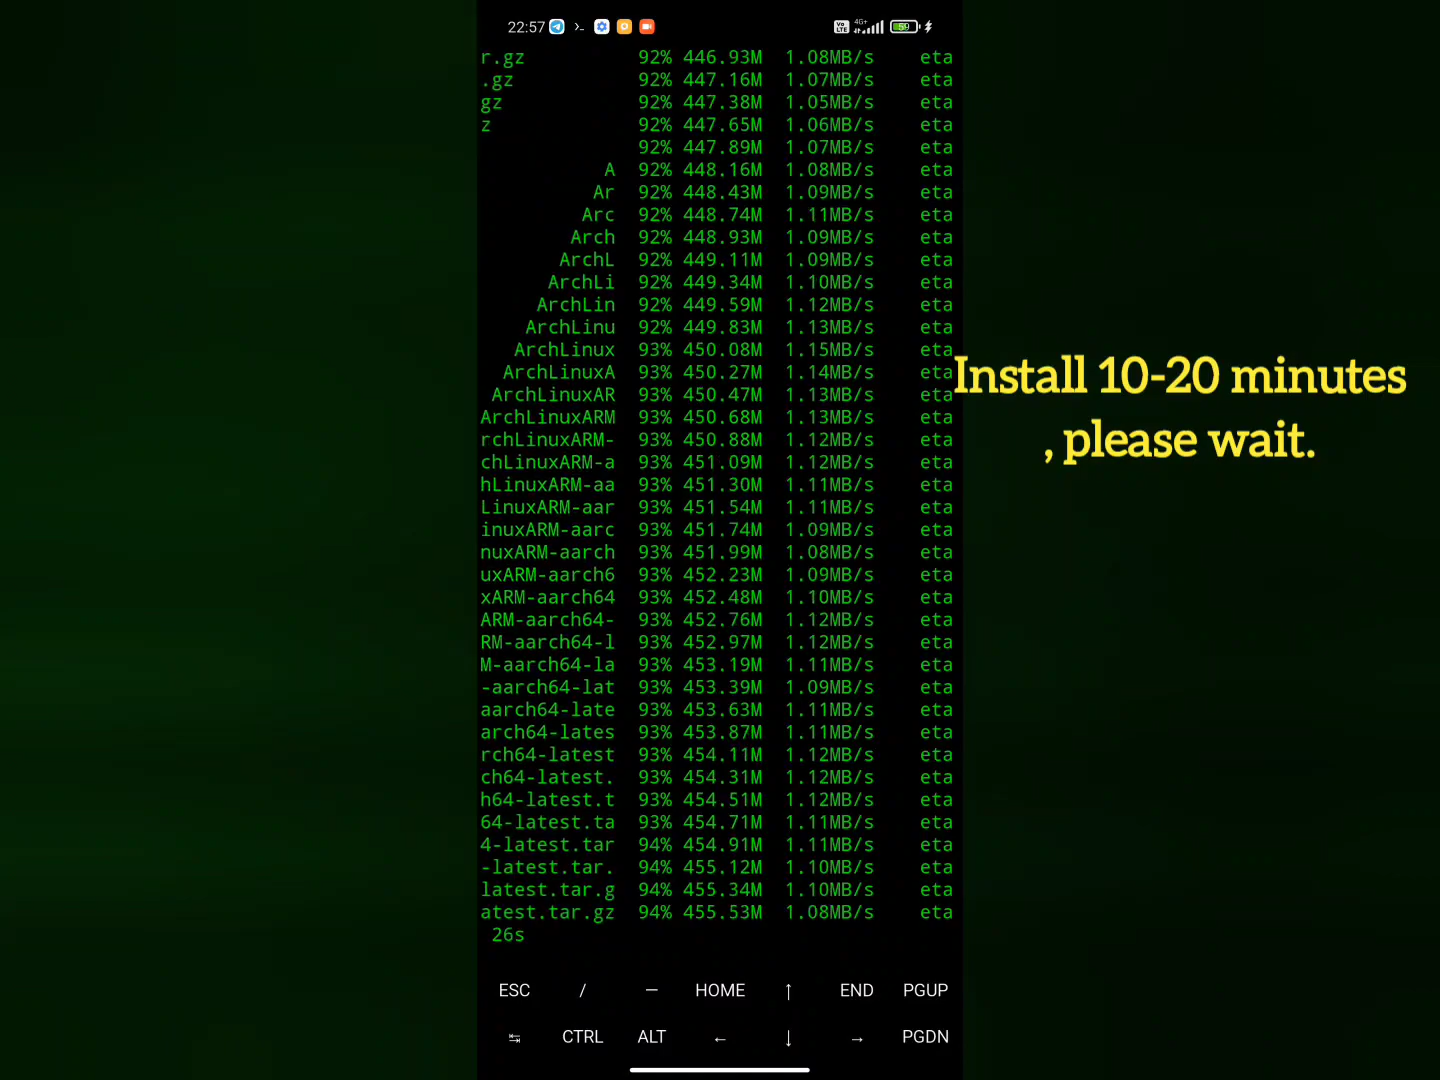 22:57 >_ Vo LTE 4G+ 59
r.gz 92% 446.93M 1.08MB/s eta
.gz 92% 447.16M 1.07MB/s eta
gz 92% 447.38M 1.05MB/s eta
z 92% 447.65M 1.06MB/s eta
92% 447.89M 1.07MB/s eta
A 92% 448.16M 1.08MB/s eta
Ar 92% 448.43M 1.09MB/s eta
Arc 92% 448.74M 1.11MB/s eta
Arch 92% 448.93M 1.09MB/s eta
ArchL 92% 449.11M 1.09MB/s eta
ArchLi 92% 449.34M 1.10MB/s eta
ArchLin 92% 449.59M 1.12MB/s eta
ArchLinu 92% 449.83M 1.13MB/s eta
ArchLinux 93% 450.08M 1.15MB/s eta
ArchLinuxA 93% 450.27M 1.14MB/s eta
ArchLinuxAR 93% 450.47M 1.13MB/s eta
ArchLinuxARM 93% 450.68M 1.13MB/s eta
rchLinuxARM- 93% 450.88M 1.12MB/s eta
chLinuxARM-a 93% 451.09M 1.12MB/s eta
hLinuxARM-aa 93% 451.30M 1.11MB/s eta
LinuxARM-aar 93% 451.54M 1.11MB/s eta
inuxARM-aarc 93% 451.74M 1.09MB/s eta
nuxARM-aarch 93% 451.99M 1.08MB/s eta
uxARM-aarch6 93% 452.23M 1.09MB/s eta
xARM-aarch64 93% 452.48M 1.10MB/s eta
ARM-aarch64- 93% 452.76M 1.12MB/s eta
RM-aarch64-l 93% 452.97M 1.12MB/s eta
M-aarch64-la 93% 453.19M 1.11MB/s eta
-aarch64-lat 93% 453.39M 1.09MB/s eta
aarch64-late 93% 453.63M 1.11MB/s eta
arch64-lates 93% 453.87M 1.11MB/s eta
rch64-latest 93% 454.11M 1.12MB/s eta
ch64-latest. 93% 454.31M 1.12MB/s eta
h64-latest.t 93% 454.51M 1.12MB/s eta
64-latest.ta 93% 454.71M 1.11MB/s eta
4-latest.tar 94% 454.91M 1.11MB/s eta
-latest.tar. 94% 455.12M 1.10MB/s eta
latest.tar.g 94% 455.34M 1.10MB/s eta
atest.tar.gz 94% 455.53M 1.08MB/s eta
26s
ESC / — HOME ↑ END PGUP
↹ CTRL ALT ← ↓ → PGDN
Install 10-20 minutes
, please wait.